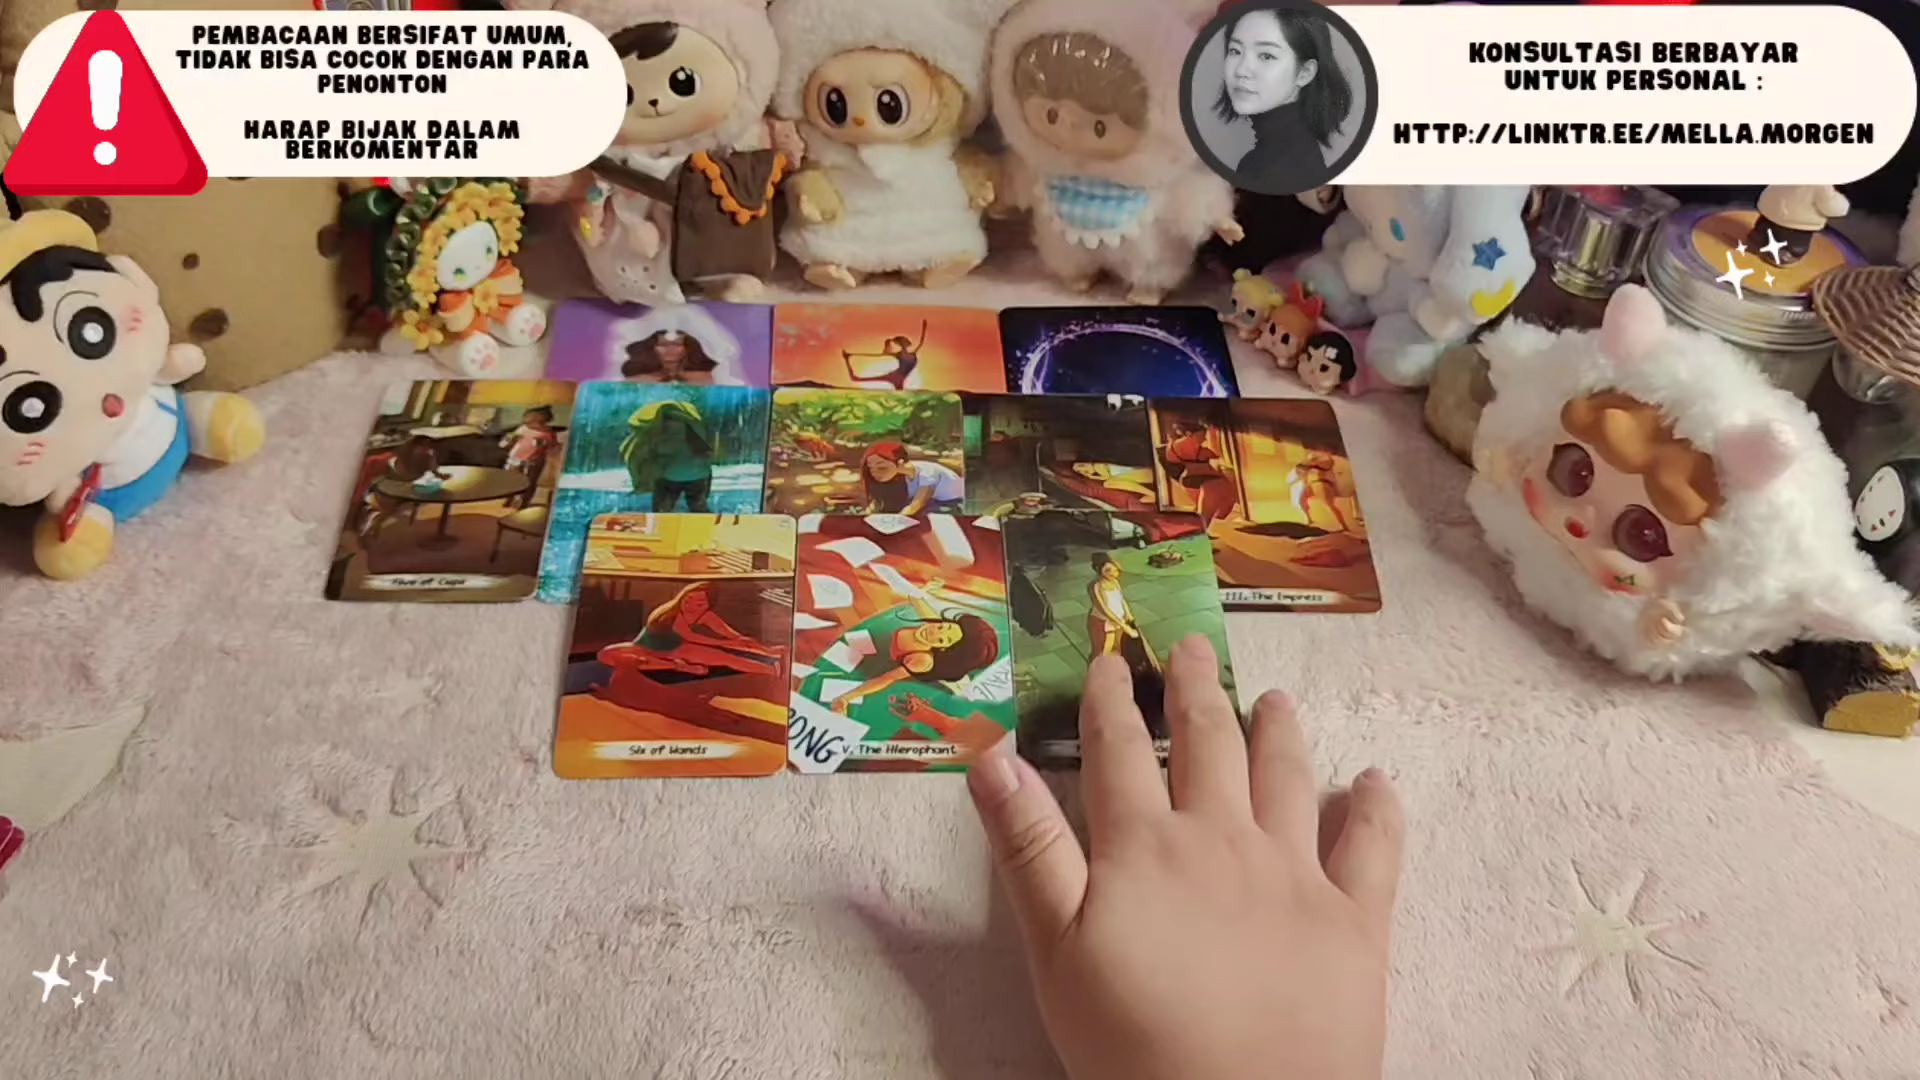 PEMBACAAN BERSIFAT UMUM,
TIDAK BISA COCOK DENGAN PARA
PENONTON
HARAP BIJAK DALAM
BERKOMENTAR
KONSULTASI BERBAYAR
UNTUK PERSONAL :
HTTP://LINKTR.EE/MELLA.MORGEN
Five of Cups
III. The Empress
Six of Wands
ONG
V. The Hierophant